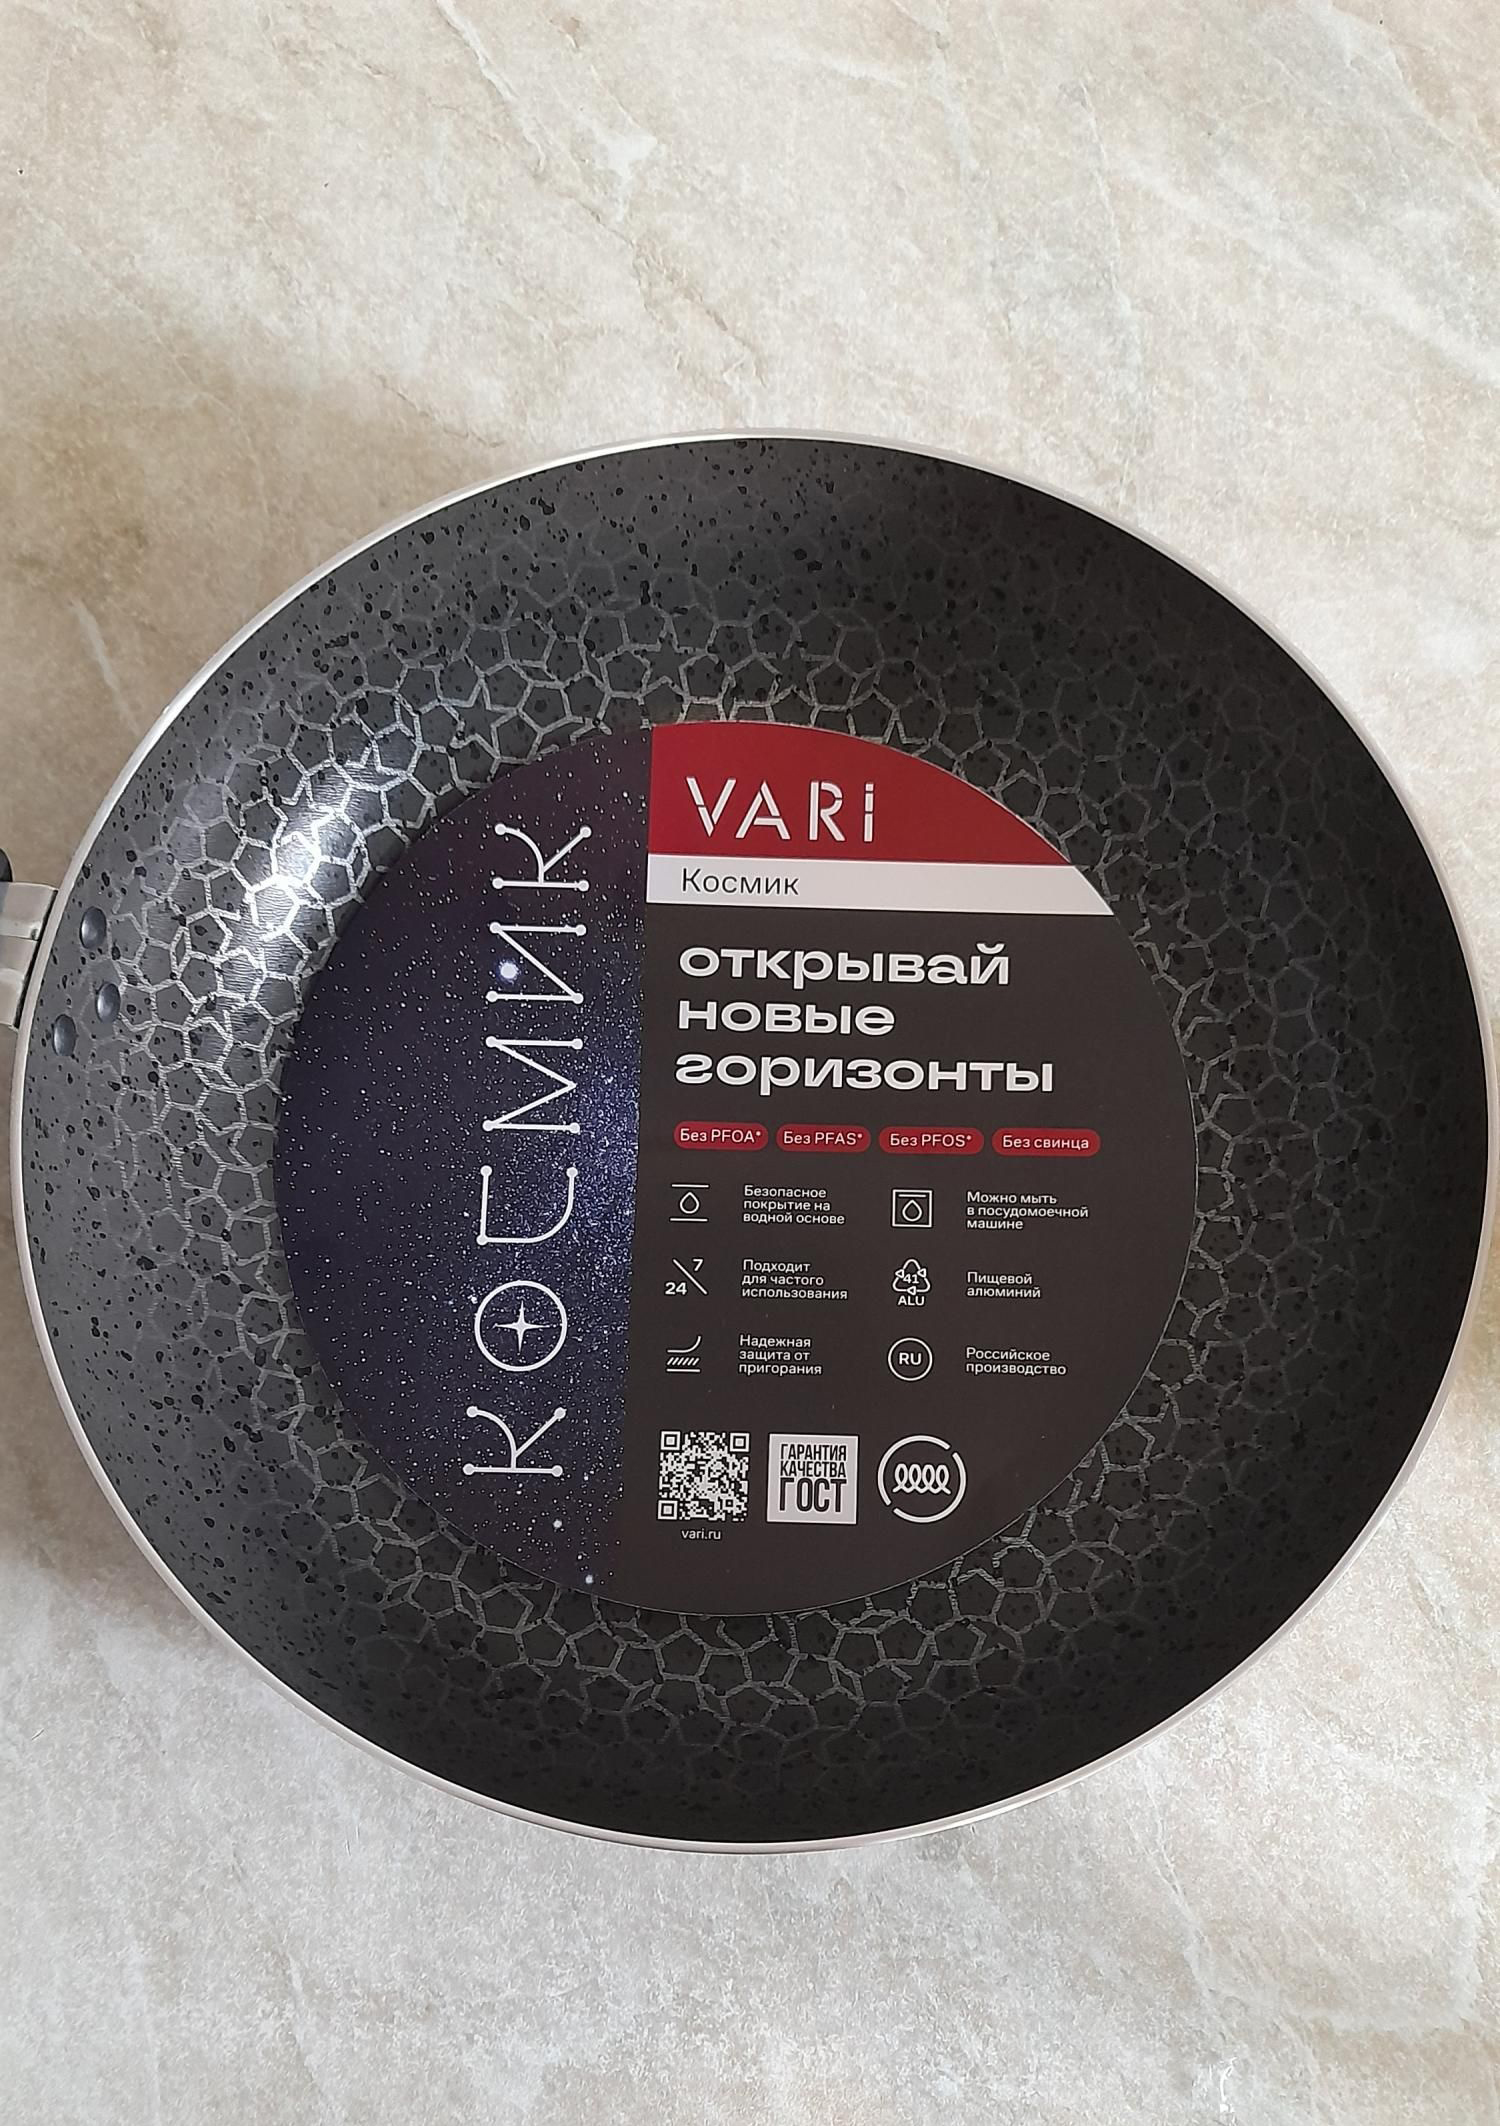 КОСМИК
VARi
Космик
открывай
новые
горизонты
Без PFOA*
Без PFAS*
Без PFOS*
Без свинца
Безопасное
покрытие на
водной основе
Можно мыть
в посудомоечной
машине
24 7
Подходит
для частого
использования
41
ALU
Пищевой
алюминий
Надежная
защита от
пригорания
RU
Российское
производство
vari.ru
ГАРАНТИЯ
КАЧЕСТВА
ГОСТ